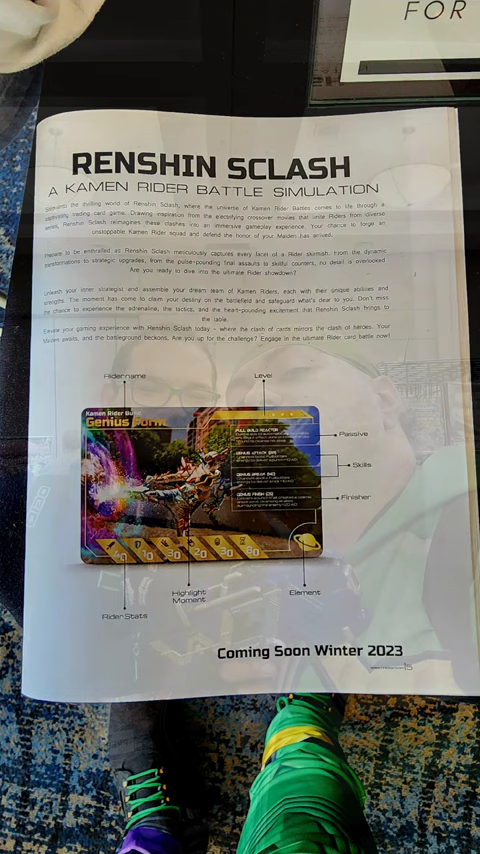 FOR
RENSHIN SCLASH
A KAMEN RIDER BATTLE SIMULATION
the thrilling world of Renshin Sclash, where the universe of Kamen Rider Battles comes to life through a
captivating trading card game. Drawing inspiration from the electrifying crossover movies that unite Riders from diverse
series, Renshin Sclash reimagines these clashes into an immersive gameplay experience. Your chance to forge an
unstoppable Kamen Rider squad and defend the honor of your Maiden has arrived.
Prepare to be enthralled as Renshin Sclash meticulously captures every facet of a Rider skirmish. From the dynamic
transformations to strategic upgrades, from the pulse-pounding final assaults to skillful counters, no detail is overlooked
Are you ready to dive into the ultimate Rider showdown?
Unleash your inner strategist and assemble your dream team of Kamen Riders, each with their unique abilities and
strengths. The moment has come to claim your destiny on the battlefield and safeguard what's dear to you. Don't miss
the chance to experience the adrenaline, the tactics, and the heart-pounding excitement that Renshin Sclash brings to
the table.
Elevate your gaming experience with Renshin Sclash today - where the clash of cards mirrors the clash of heroes. Your
Maiden awaits, and the battleground beckons. Are you up for the challenge? Engage in the ultimate Rider card battle now!
Rider name
Level
Kamen Rider Build
Genius Form
FULL BUILD REACTOR
Passive
GENIUS ATTACK
Skills
GENIUS BREAK
GENIUS FINISH
Finisher
40 10 30 20 30 80
Highlight
Moment
Element
Rider Stats
Coming Soon Winter 2023
15